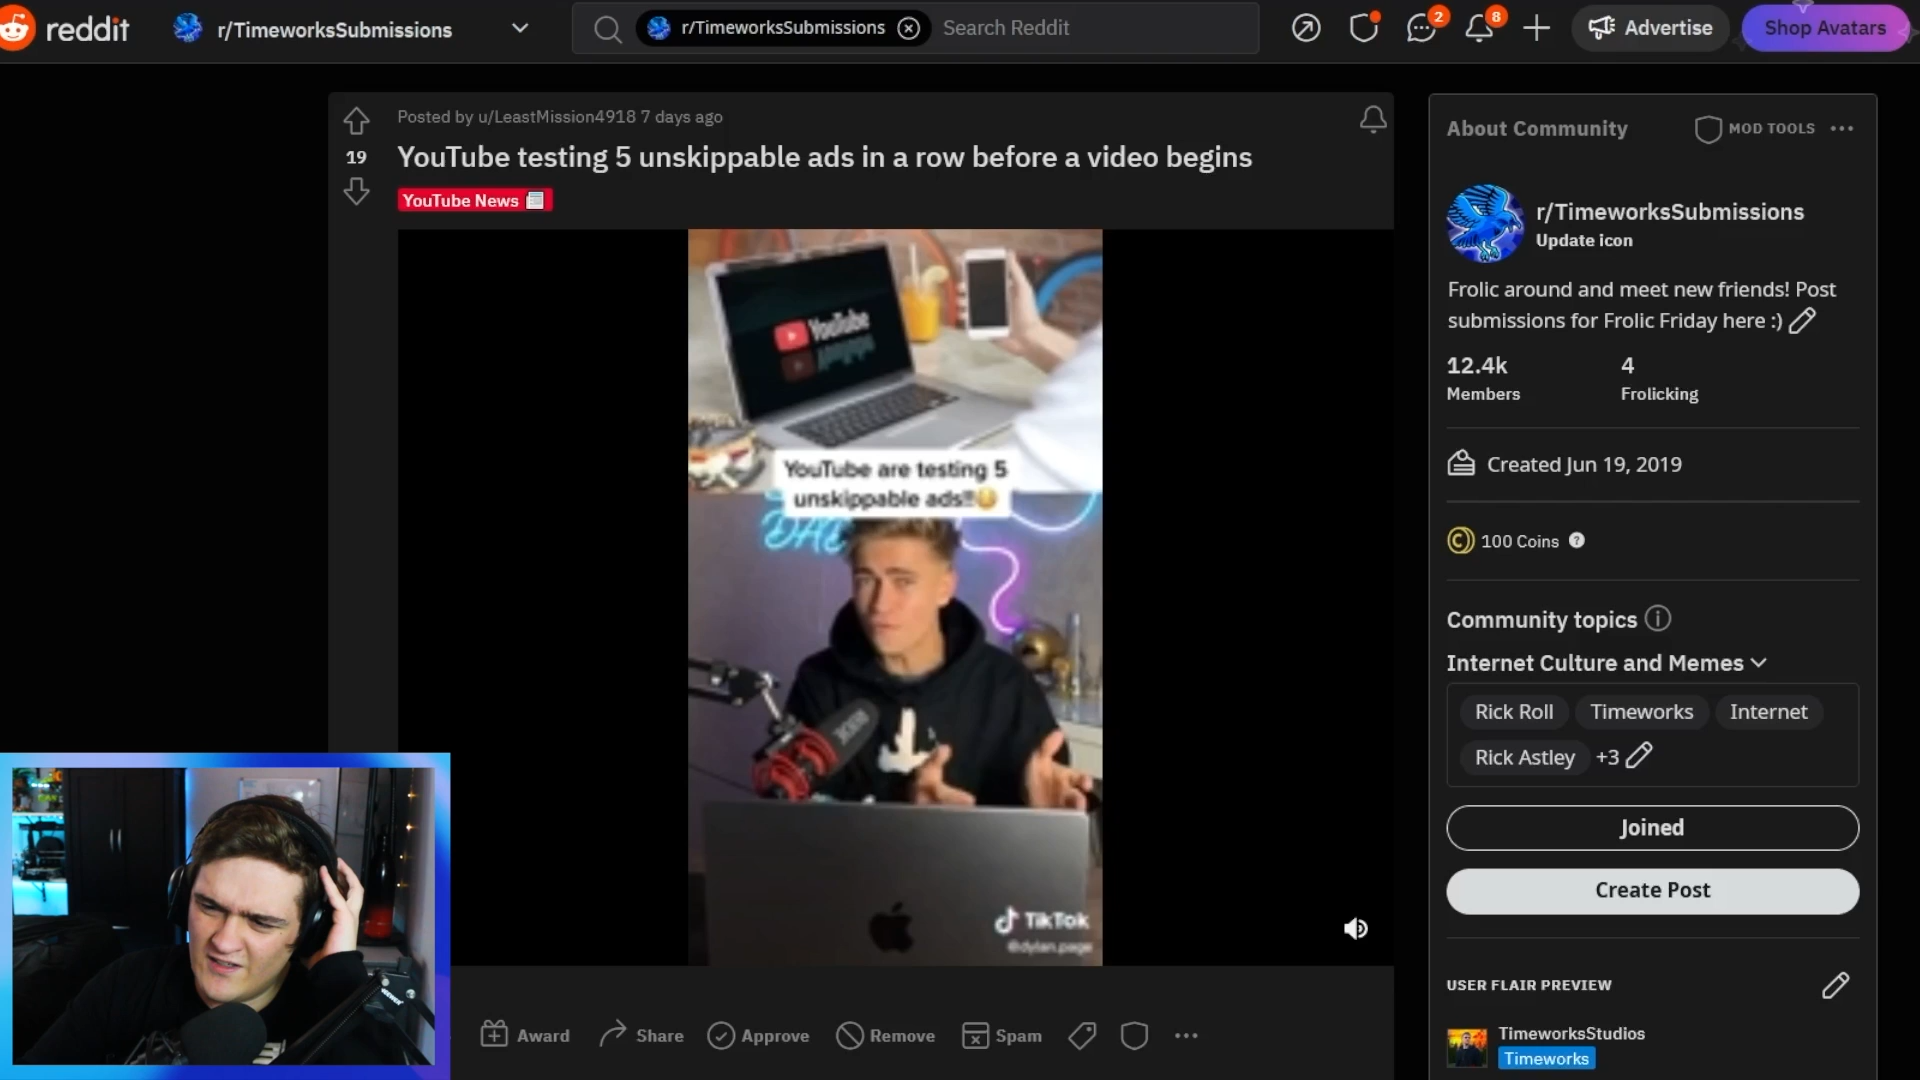 reddit
r/TimeworksSubmissions
r/TimeworksSubmissions
Search Reddit
2
8
Advertise
Shop Avatars
Posted by u/LeastMission4918 7 days ago
19
YouTube testing 5 unskippable ads in a row before a video begins
YouTube News
YouTube
YouTube are testing 5
unskippable ads!!
TikTok
@dylan.page
Award
Share
Approve
Remove
Spam
About Community
MOD TOOLS
r/TimeworksSubmissions
Update icon
Frolic around and meet new friends! Post
submissions for Frolic Friday here :)
12.4k
4
Members
Frolicking
Created Jun 19, 2019
100 Coins
Community topics
Internet Culture and Memes
Rick Roll
Timeworks
Internet
Rick Astley
+3
Joined
Create Post
USER FLAIR PREVIEW
TimeworksStudios
Timeworks